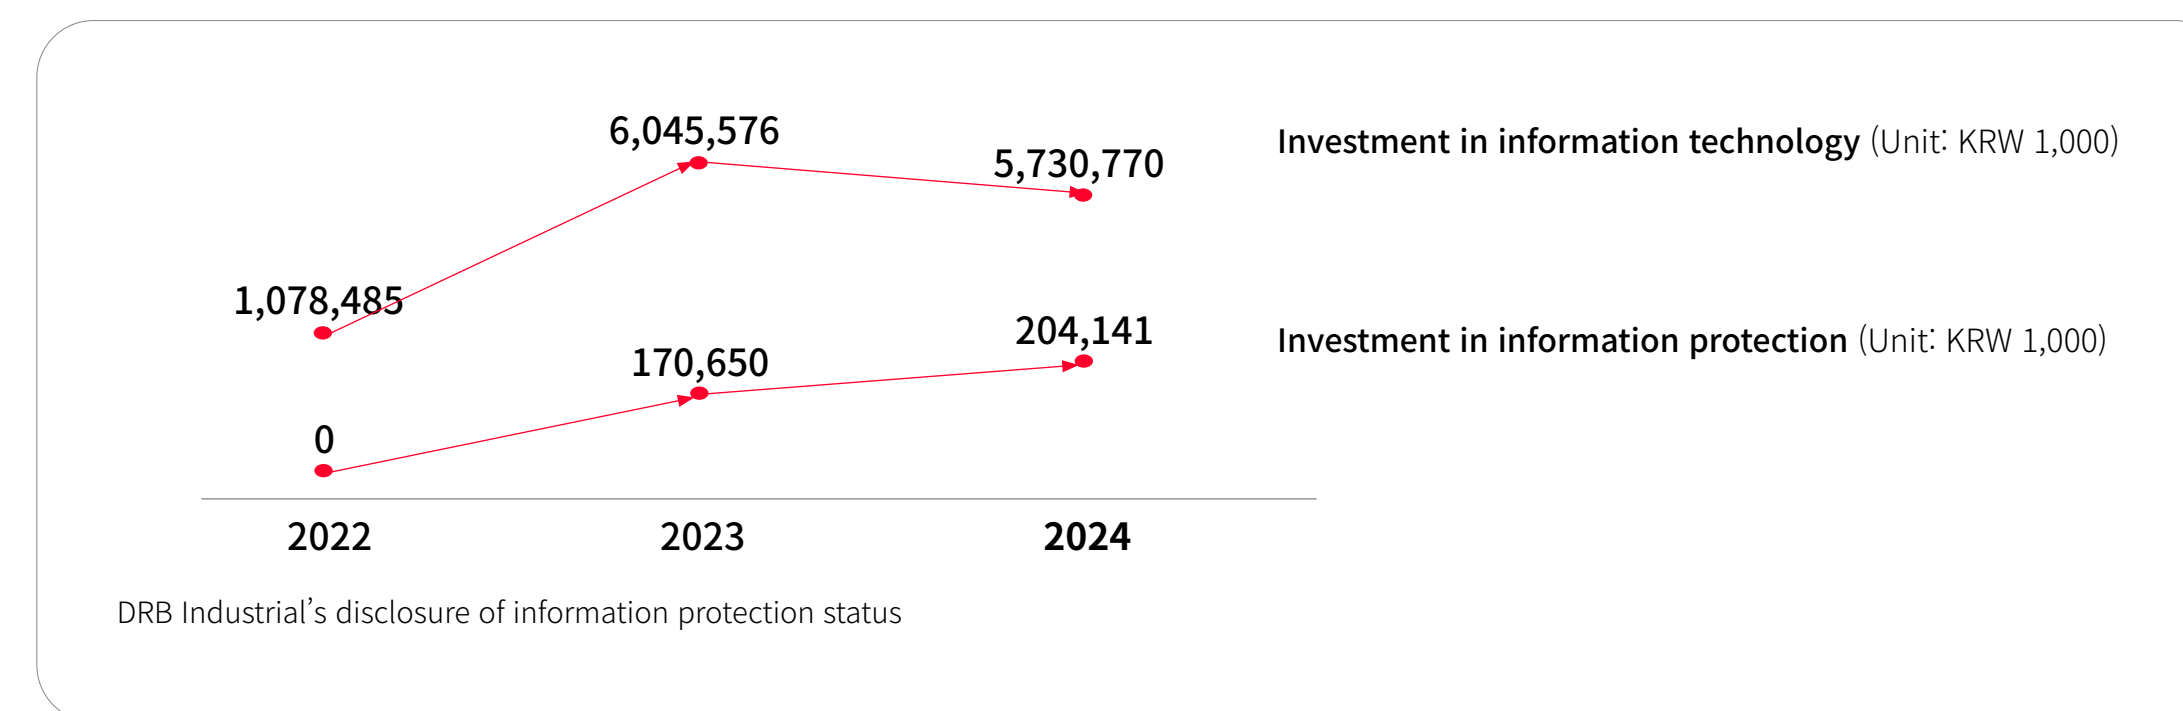 6,045,576
5,730,770
Investment in information technology (Unit: KRW 1,000)
1,078,485
204,141
Investment in information protection (Unit: KRW 1,000)
170,650
0
2022 2023 2024
DRB Industrial’s disclosure of information protection status